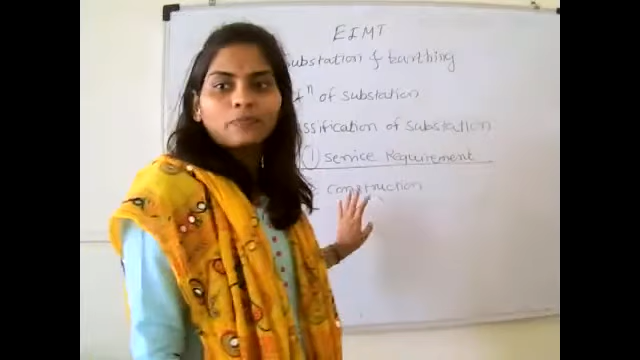 EIMT
Substation & Earthing
of substation
ssification of substation
① service Requirement
construction